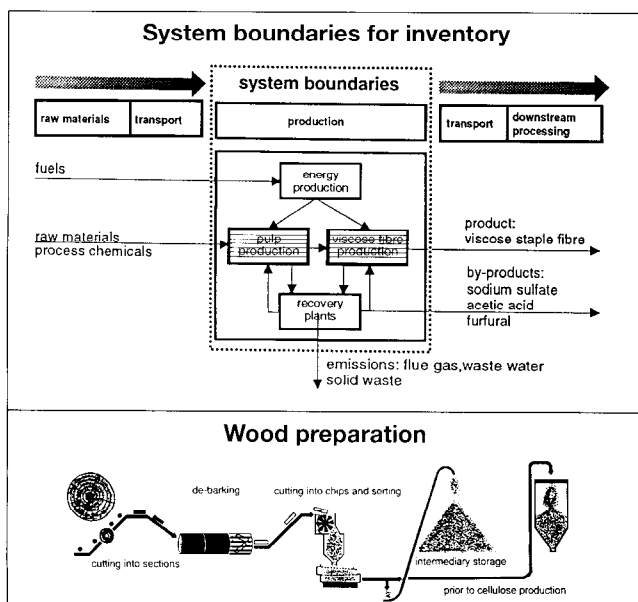 System boundaries for inventory
system boundaries
raw materials
transport
production
transport
downstream
processing
fuels
energy
production
raw materials
process chemicals
pulp
production
viscose fibre
production
product:
viscose staple fibre
recovery
plants
by-products:
sodium sulfate
acetic acid
furfural
emissions: flue gas,waste water
solid waste
Wood preparation
de-barking
cutting into chips and sorting
cutting into sections
intermediary storage
prior to cellulose production